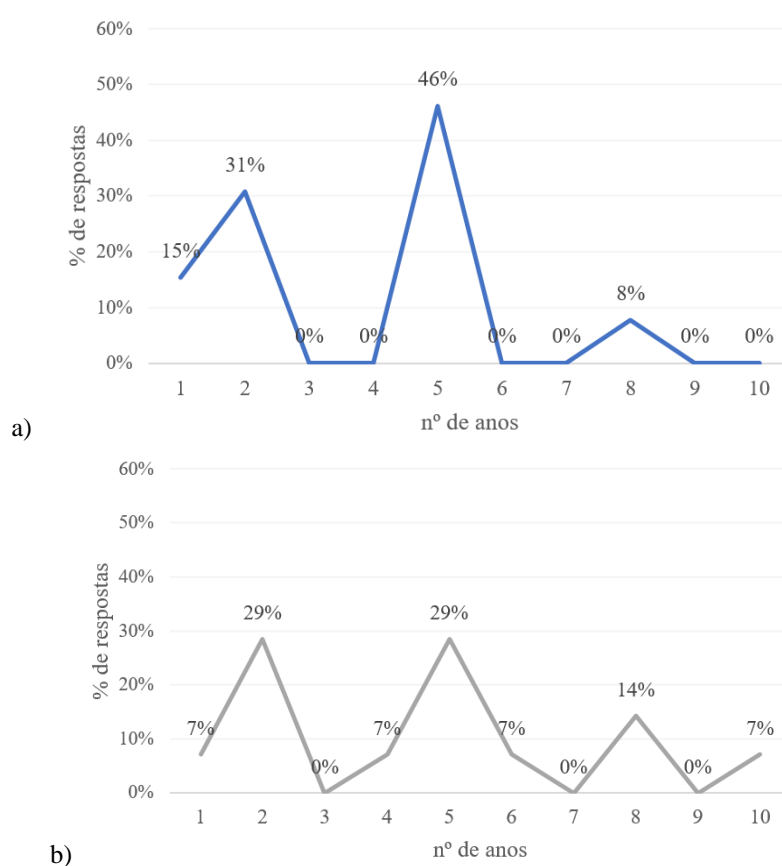 60%
50%
46%
40%
31%
30%
20%
15%
10%
8%
0% 0% 0% 0% 0% 0%
0%
1 2 3 4 5 6 7 8 9 10
nº de anos
% de respostas
a)
60%
50%
40%
30%
29% 29%
20%
14%
10%
7% 7% 7% 7%
0% 0% 0%
0%
1 2 3 4 5 6 7 8 9 10
nº de anos
% de respostas
b)